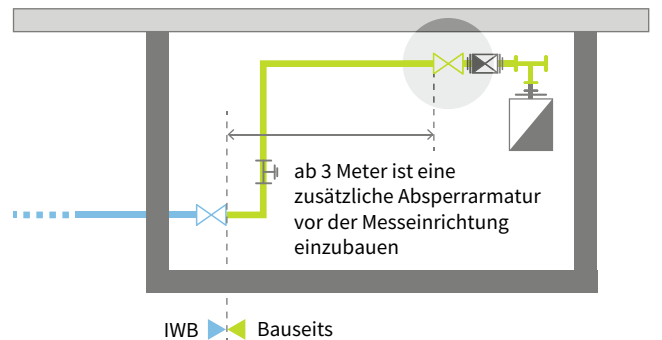 ab 3 Meter ist eine
zusätzliche Absperrarmatur
vor der Messeinrichtung
einzubauen
IWB Bauseits